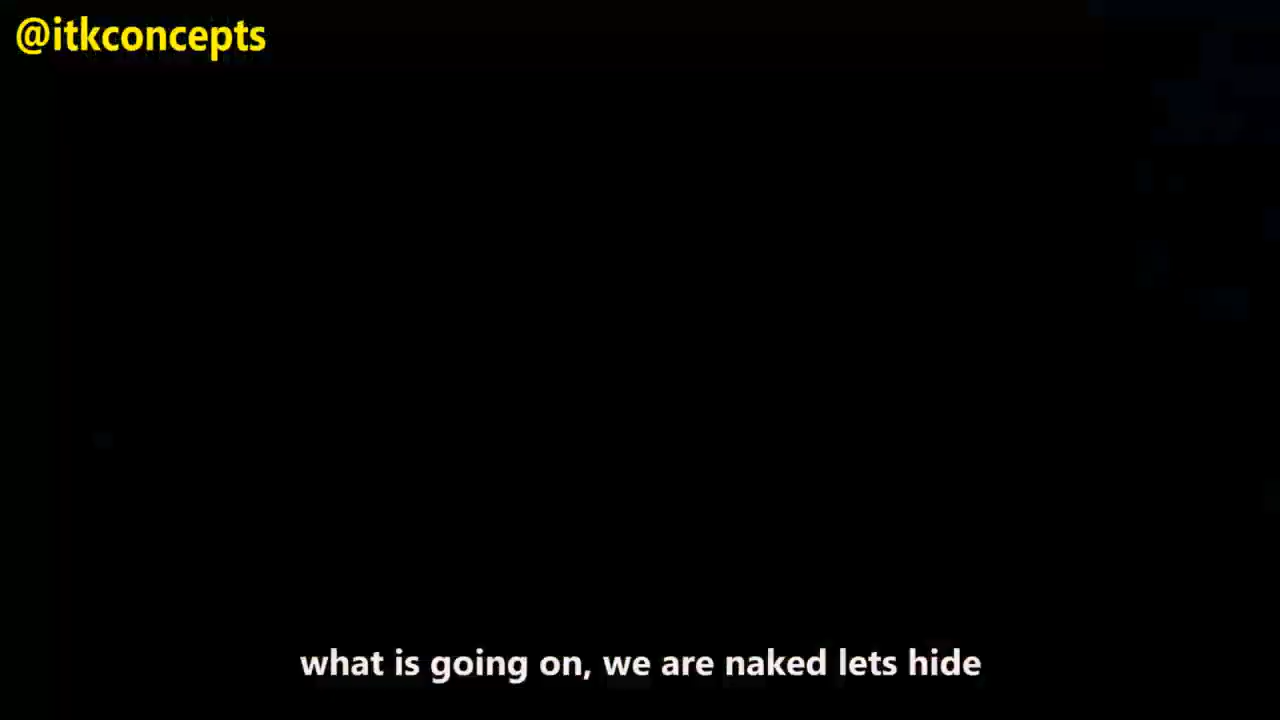 @itkconcepts
what is going on, we are naked lets hide